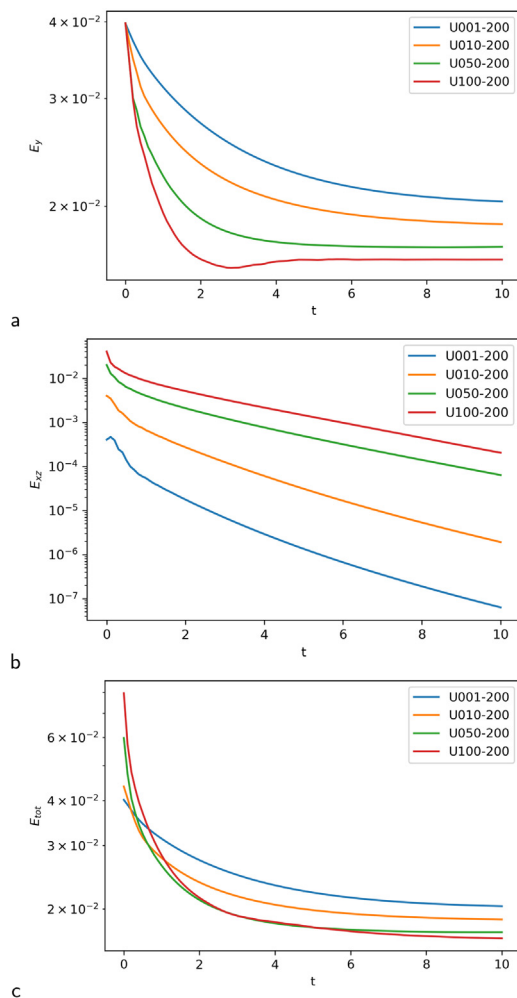 4 × 10⁻²
3 × 10⁻²
2 × 10⁻²
E_y
U001-200
U010-200
U050-200
U100-200
0 2 4 6 8 10
t
a
10⁻²
10⁻³
10⁻⁴
10⁻⁵
10⁻⁶
10⁻⁷
E_xz
U001-200
U010-200
U050-200
U100-200
0 2 4 6 8 10
t
b
6 × 10⁻²
4 × 10⁻²
3 × 10⁻²
2 × 10⁻²
E_tot
U001-200
U010-200
U050-200
U100-200
0 2 4 6 8 10
t
c